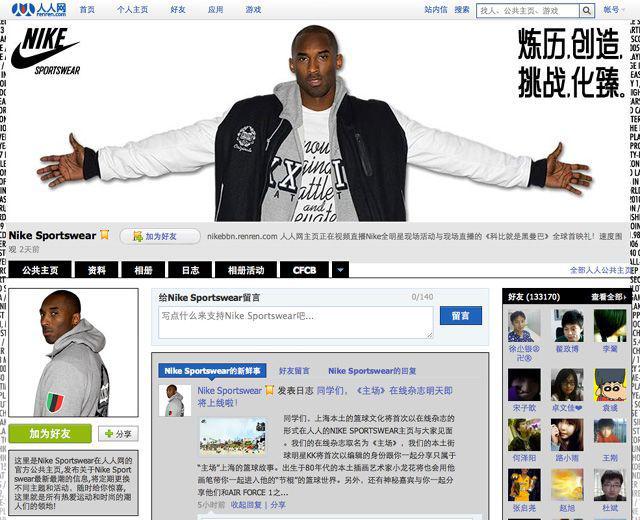 人人网 首页 个人主页 好友 应用 游戏 站内信 搜索 找人、公共主页、游戏 帐号
renren.com
NIKE
SPORTSWEAR
炼历.创造.
挑战.化臻。
Nike Sportswear 加为好友 nikebbn.renren.com 人人网主页正在视频直播Nike全明星现场活动与现场直播的《科比就是黑曼巴》全球首映礼！速度围
观 2天前
公共主页 资料 相册 日志 相册活动 CFCB 全部人人公共主页
给Nike Sportswear留言 0/140
写点什么来支持Nike Sportswear吧... 留言
Nike Sportswear的新鲜事 好友留言 Nike Sportswear的回复
Nike Sportswear 发表日志 同学们，《主场》在线杂志明天即
将上线啦！
同学们，上海本土的篮球文化将首次以在线杂志的
形式在人人的NIKE SPORTSWEAR主页与大家见面
。我们的在线杂志取名为《主场》，我们的本土街
球明星KK将首次以编辑的身份跟你一起分享只属于
“主场”上海的篮球故事。出生于80年代的本土插画艺术家小龙花将也会用他
画笔带你一起进入他的“节棍”的篮球世界。另外，还有神秘嘉宾与你一起分
享他们和AIR FORCE 1之...
5小时前 收起回复 | 分享
加为好友 分享
这里是Nike Sportswear在人人网的
官方公共主页,发布关于Nike Sport
swear最新最潮的信息,将定期更换
不同主题和活动，随时给你惊喜,
这里就是所有热爱运动和时尚的潮
人们的领地!
好友 (133170) 查看全部
翟政博 李鳖
宋子歆 卓文佳 袁彧
何泽阳 路小雨 王刚
张启尧 赵旭 杜斌